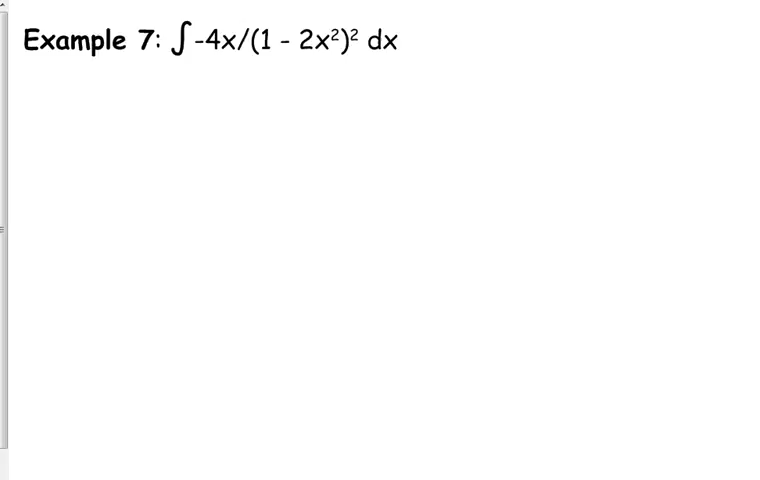 Example 7: ∫ -4x/(1 - 2x²)² dx